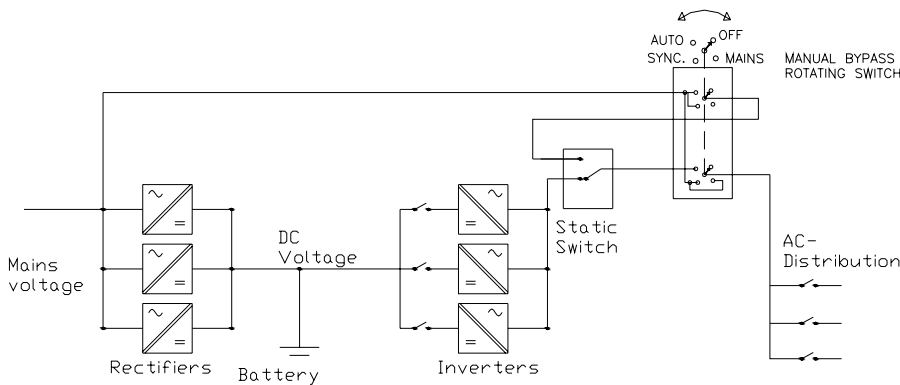 AUTO
OFF
SYNC.
MAINS
MANUAL BYPASS
ROTATING SWITCH
Mains
voltage
Rectifiers
DC
Voltage
Battery
Inverters
Static
Switch
AC-
Distribution